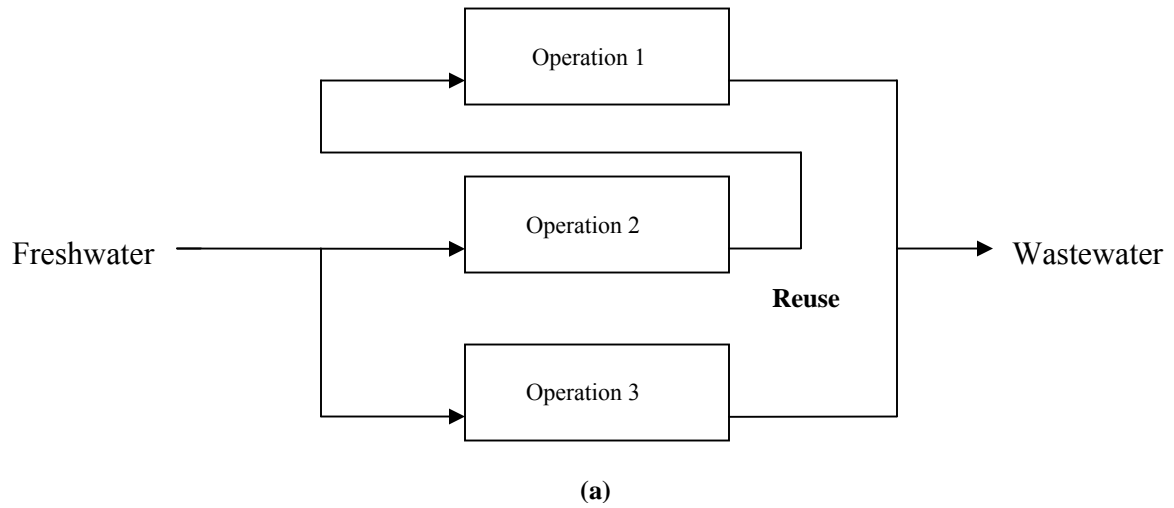 Operation 1
Operation 2
Freshwater
Wastewater
Reuse
Operation 3
(a)